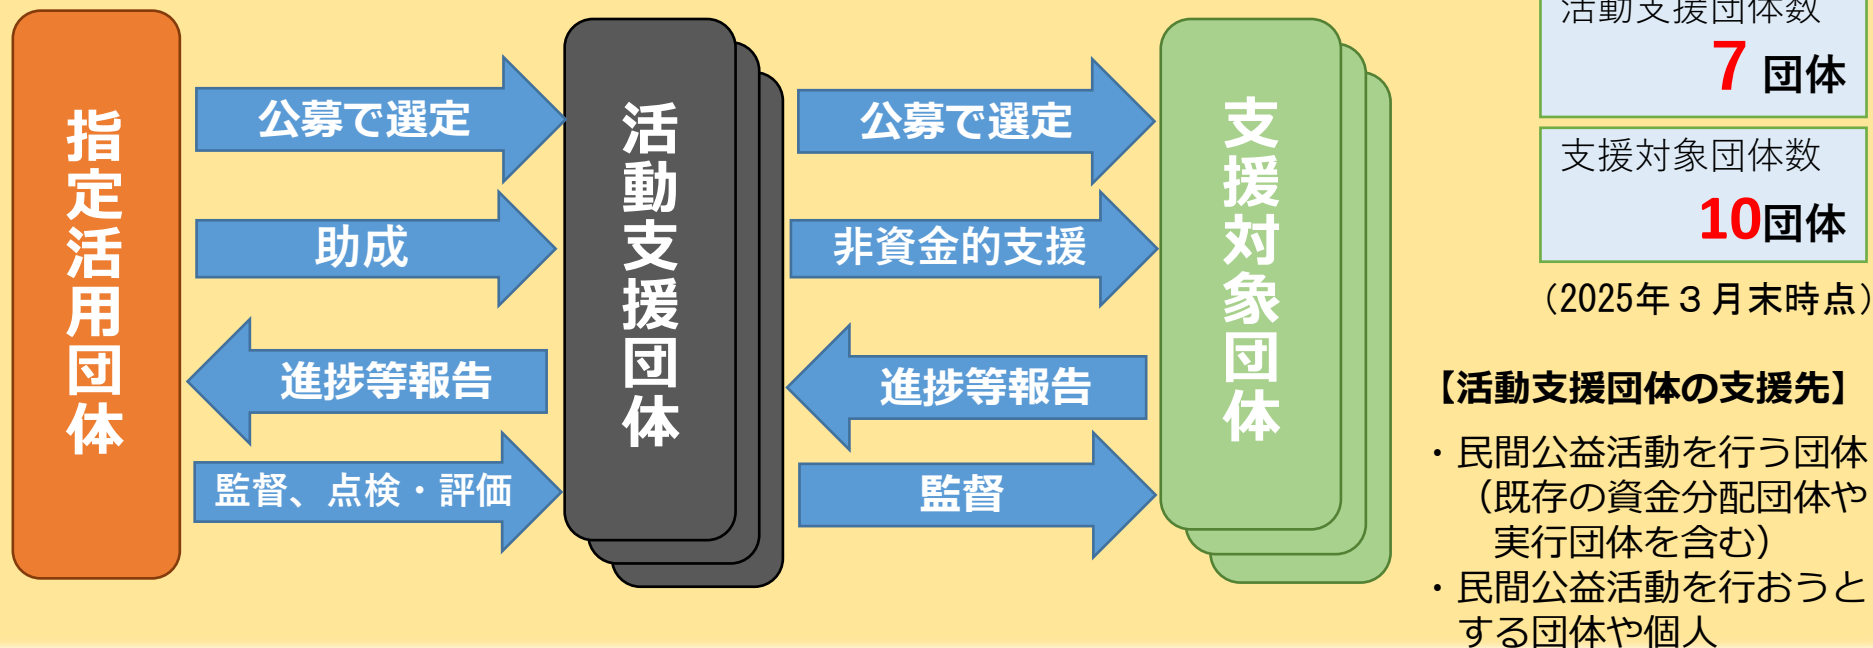 指定活用団体
公募で選定
助成
進捗等報告
監督、点検・評価
活動支援団体
公募で選定
非資金的支援
進捗等報告
監督
支援対象団体
活動支援団体数
7 団体
支援対象団体数
10団体
（2025年３月末時点）
【活動支援団体の支援先】
・民間公益活動を行う団体
（既存の資金分配団体や
実行団体を含む）
・民間公益活動を行おうと
する団体や個人